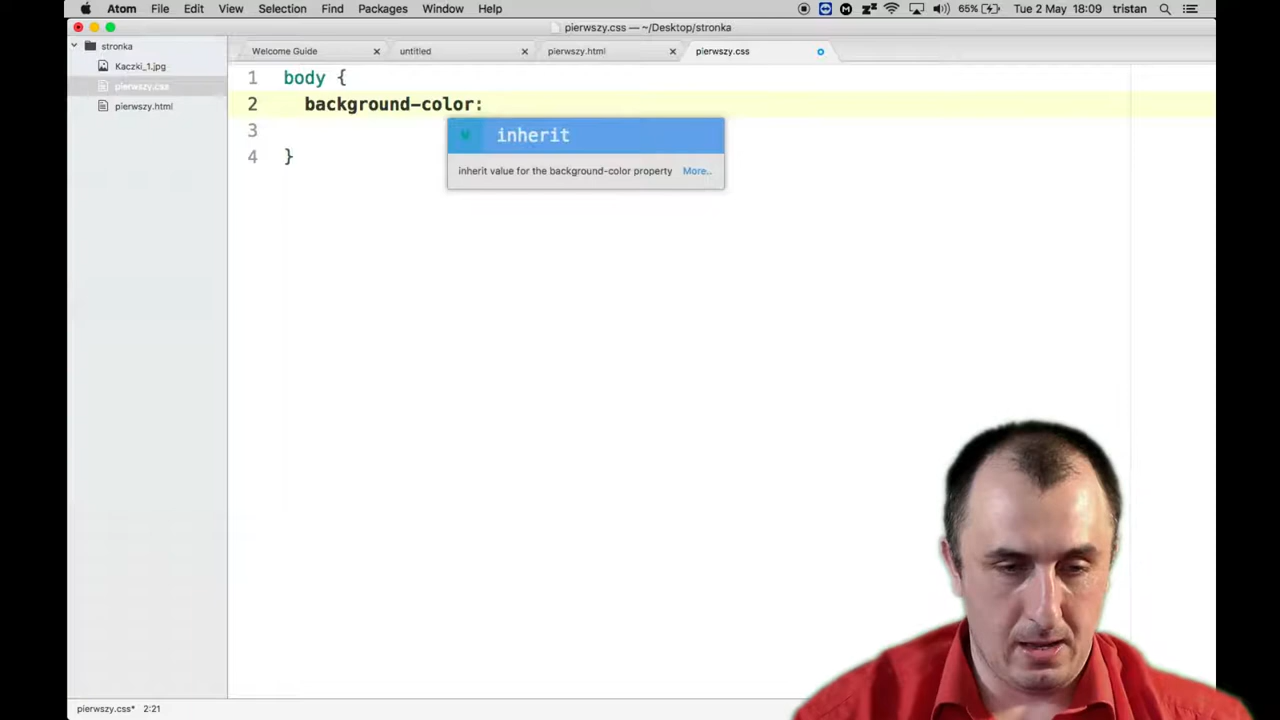 Atom File Edit View Selection Find Packages Window Help 65% Tue 2 May 18:09 tristan
pierwszy.css — ~/Desktop/stronka
stronka
Kaczki_1.jpg
pierwszy.css
pierwszy.html
Welcome Guide untitled pierwszy.html pierwszy.css
1 body {
2 background-color:
3
4 }
inherit
inherit value for the background-color property More..
pierwszy.css* 2:21